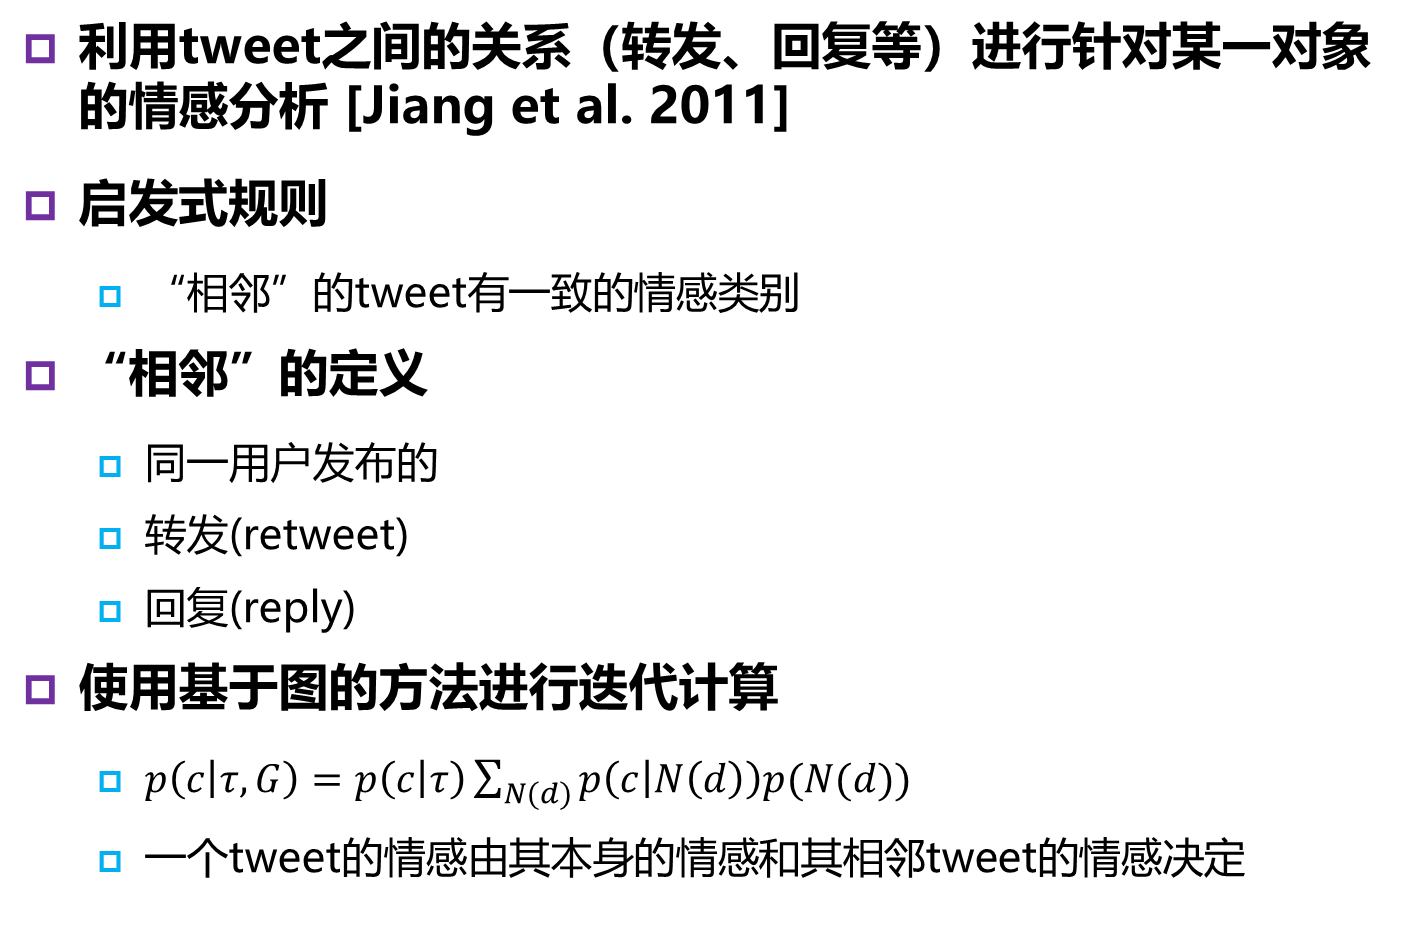 利用tweet之间的关系（转发、回复等）进行针对某一对象
的情感分析 [Jiang et al. 2011]
启发式规则
“相邻”的tweet有一致的情感类别
“相邻”的定义
同一用户发布的
转发(retweet)
回复(reply)
使用基于图的方法进行迭代计算
p(c|τ, G) = p(c|τ) ∑_{N(d)} p(c|N(d))p(N(d))
一个tweet的情感由其本身的情感和其相邻tweet的情感决定